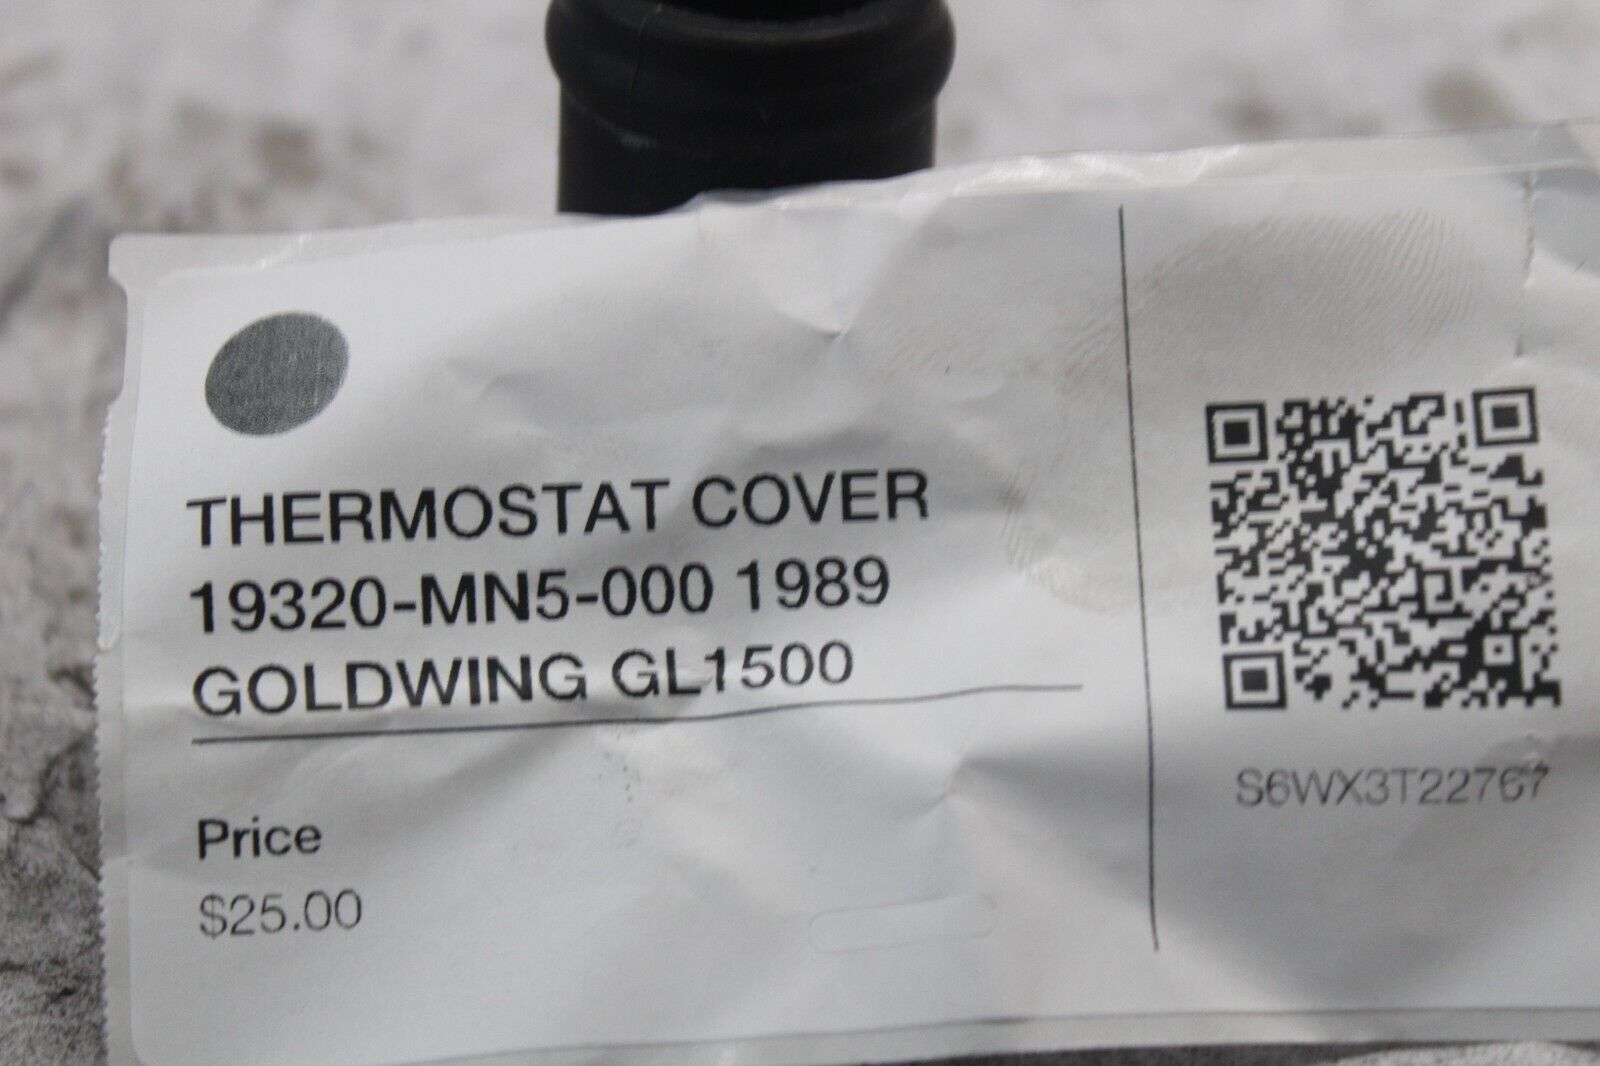 THERMOSTAT COVER
19320-MN5-000 1989
GOLDWING GL1500
Price
$25.00
S6WX3T22767